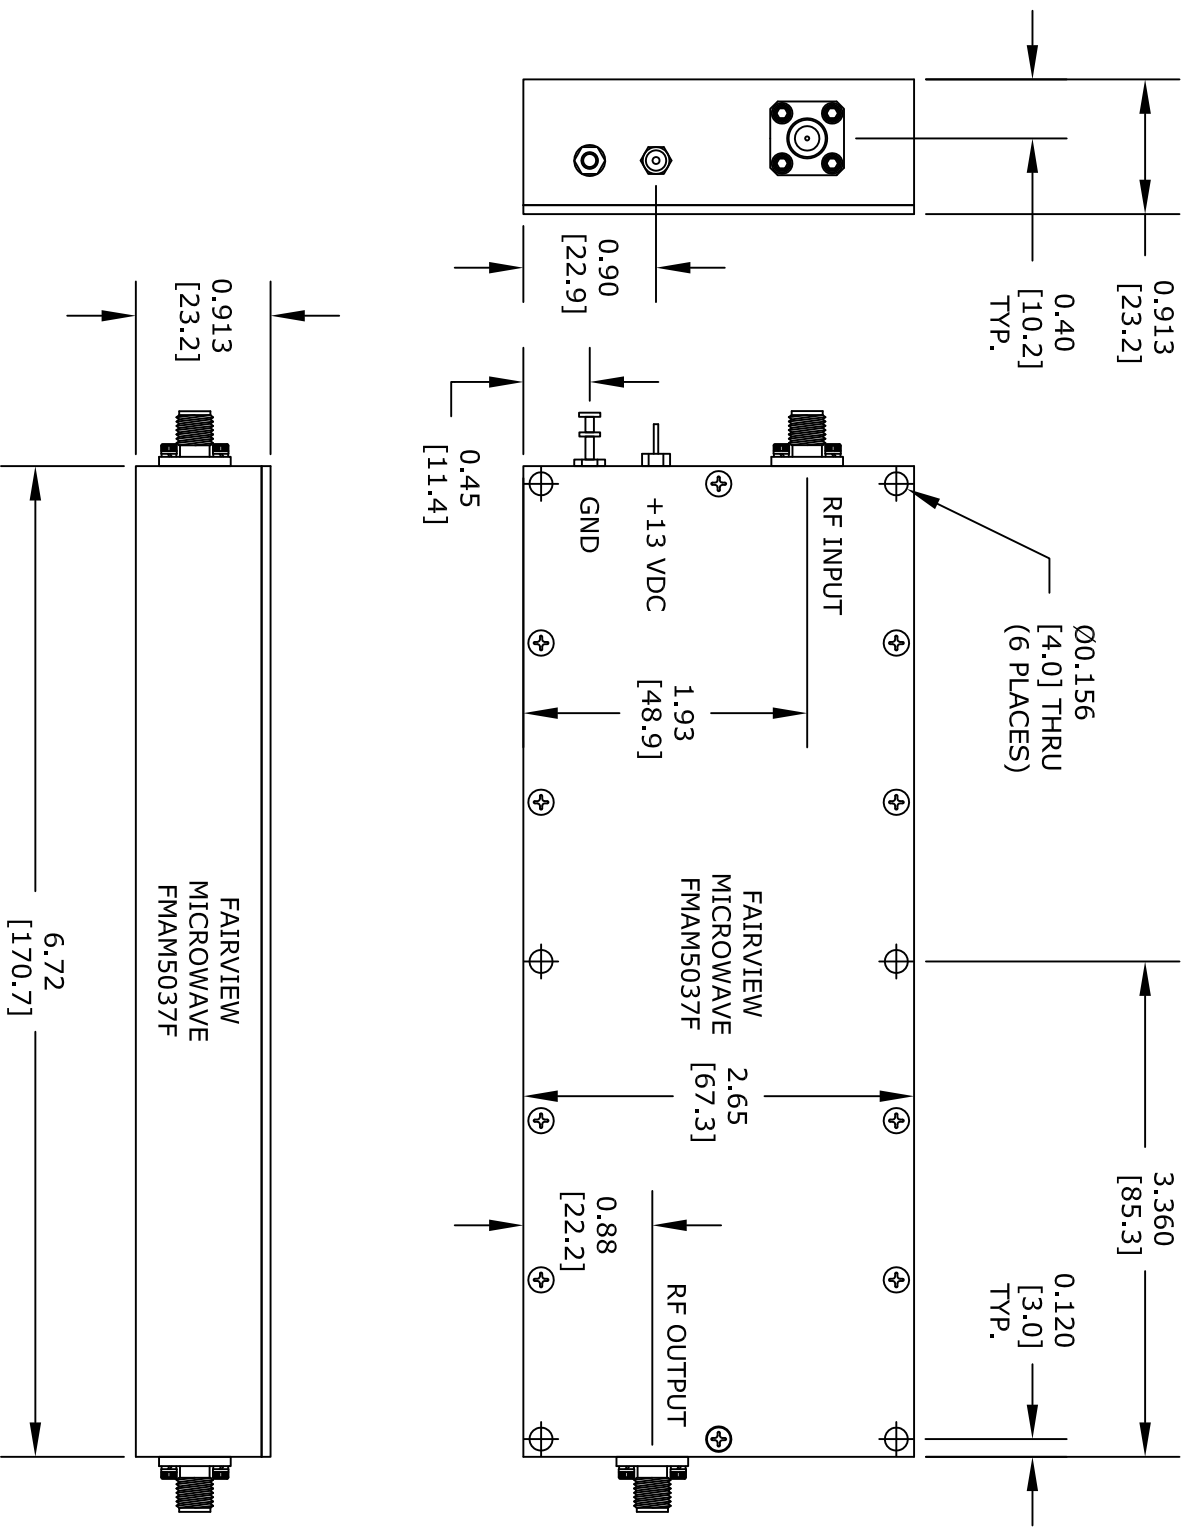 0.913
[23.2]
0.40
[10.2]
TYP.
0.90
[22.9]
0.45
[11.4]
0.913
[23.2]
Ø0.156
[4.0] THRU
(6 PLACES)
RF INPUT
+13 VDC
GND
1.93
[48.9]
FAIRVIEW
MICROWAVE
FMAM5037F
2.65
[67.3]
3.360
[85.3]
0.120
[3.0]
TYP.
0.88
[22.2]
RF OUTPUT
FAIRVIEW
MICROWAVE
FMAM5037F
6.72
[170.7]